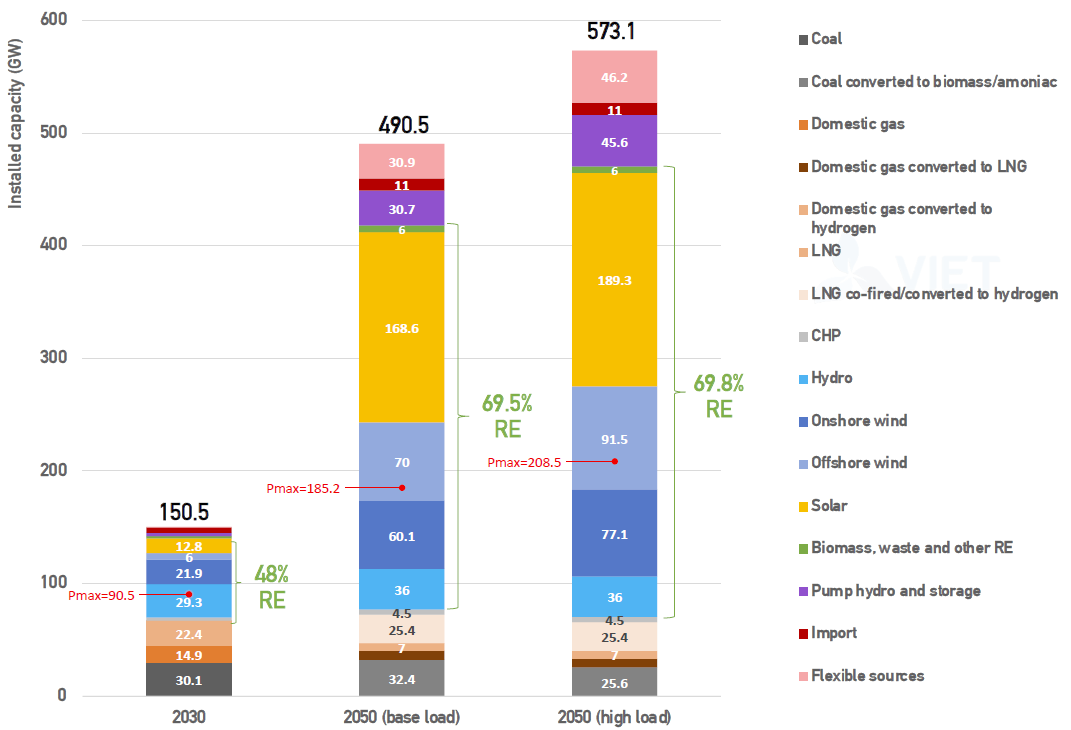 Installed capacity (GW)
600
500
400
300
200
100
0
150.5
12.8
6
21.9
29.3
22.4
14.9
30.1
Pmax=90.5
48%
RE
2030
490.5
30.9
11
30.7
6
168.6
70
60.1
36
4.5
25.4
7
32.4
Pmax=185.2
69.5%
RE
2050 (base load)
573.1
46.2
11
45.6
6
189.3
91.5
77.1
36
4.5
25.4
7
25.6
Pmax=208.5
69.8%
RE
2050 (high load)
Coal
Coal converted to biomass/amoniac
Domestic gas
Domestic gas converted to LNG
Domestic gas converted to
hydrogen
LNG
LNG co-fired/converted to hydrogen
CHP
Hydro
Onshore wind
Offshore wind
Solar
Biomass, waste and other RE
Pump hydro and storage
Import
Flexible sources
VIET